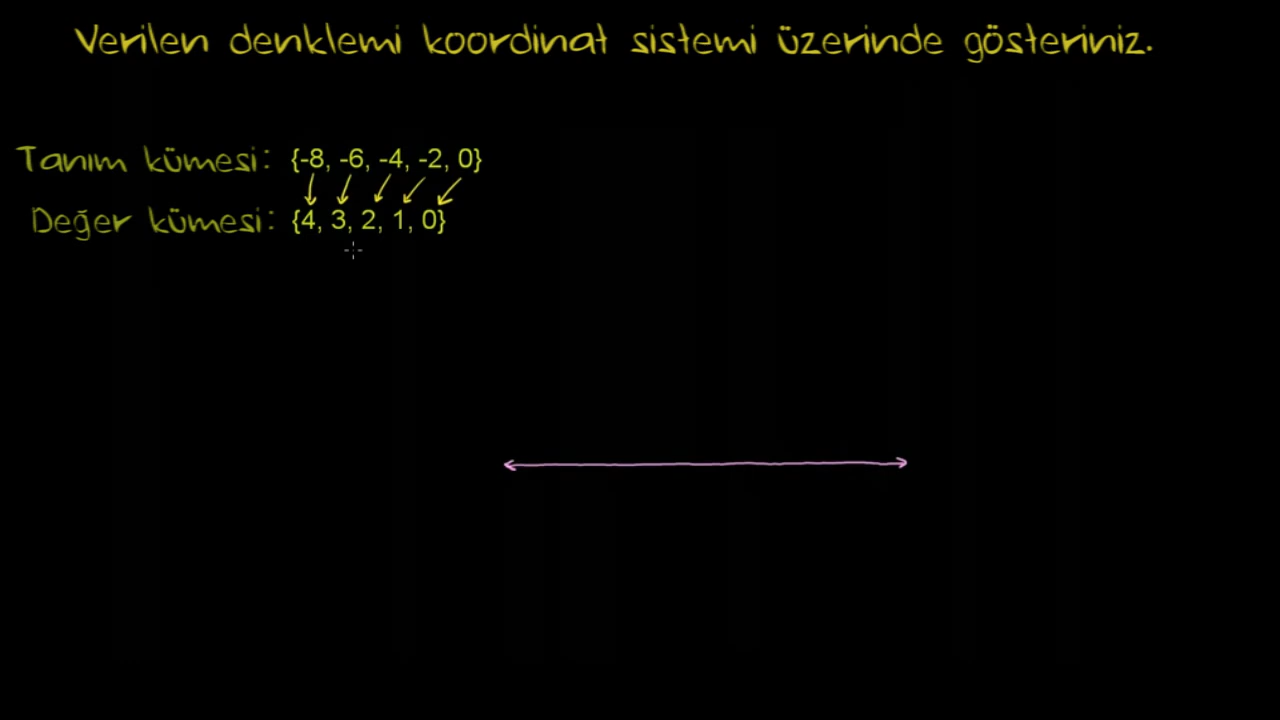 Verilen denklemi koordinat sistemi üzerinde gösteriniz.
Tanım kümesi: {-8, -6, -4, -2, 0}
Değer kümesi: {4, 3, 2, 1, 0}